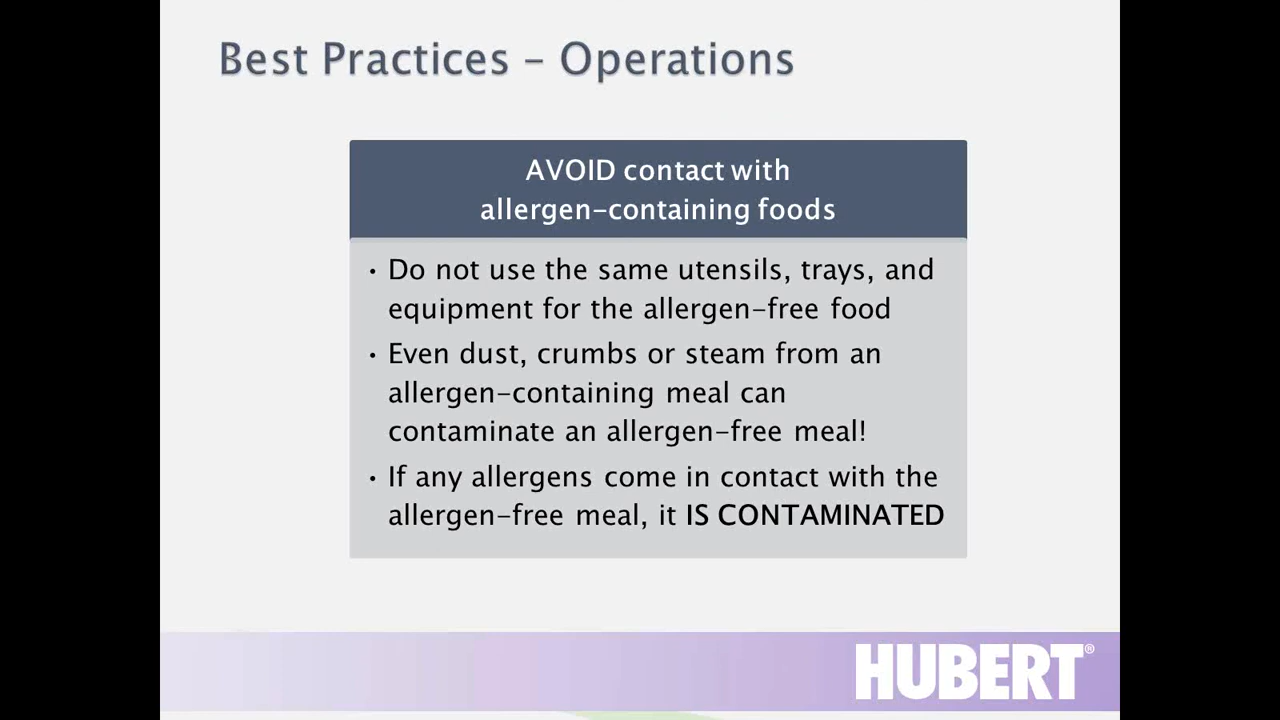 Best Practices – Operations
AVOID contact with
allergen-containing foods
• Do not use the same utensils, trays, and
equipment for the allergen-free food
• Even dust, crumbs or steam from an
allergen-containing meal can
contaminate an allergen-free meal!
• If any allergens come in contact with the
allergen-free meal, it IS CONTAMINATED
HUBERT®